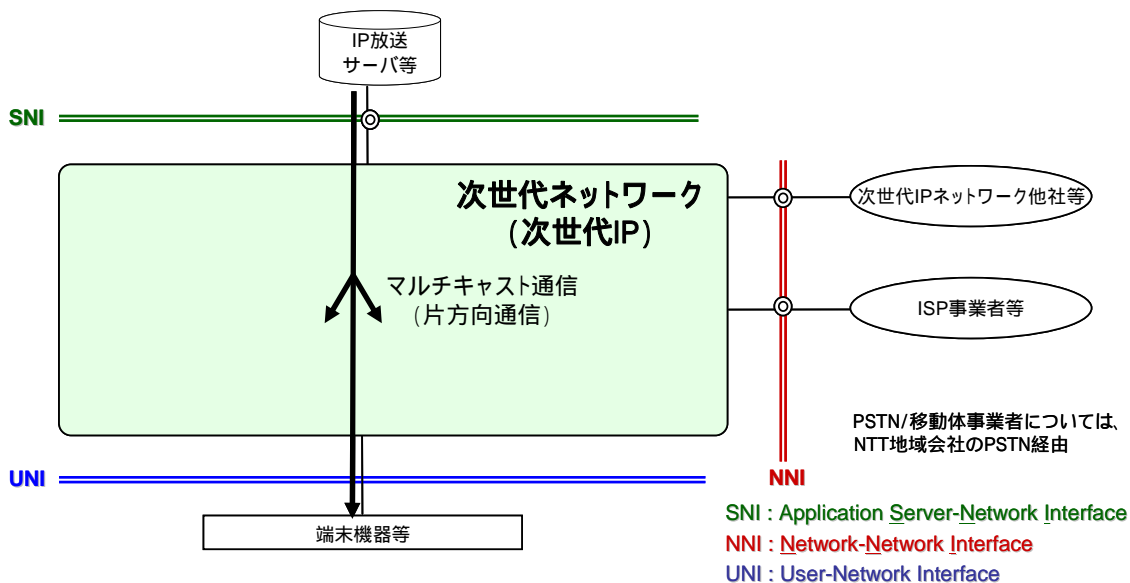 IP放送
サーバ等
SNI
次世代ネットワーク
(次世代IP)
次世代IPネットワーク他社等
マルチキャスト通信
(片方向通信)
ISP事業者等
PSTN/移動体事業者については、
NTT地域会社のPSTN経由
UNI
NNI
端末機器等
SNI : Application Server-Network Interface
NNI : Network-Network Interface
UNI : User-Network Interface